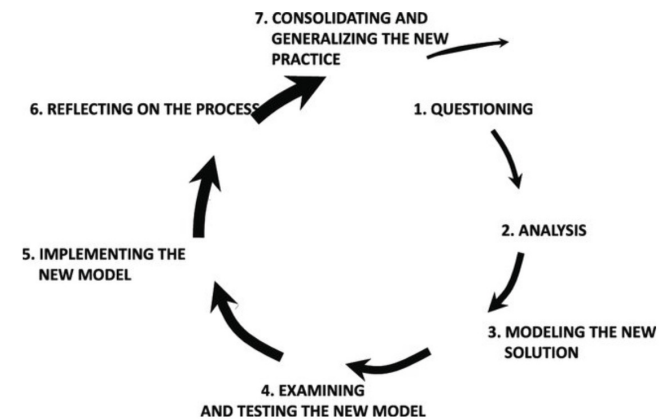 7. CONSOLIDATING AND
GENERALIZING THE NEW
PRACTICE
1. QUESTIONING
2. ANALYSIS
3. MODELING THE NEW
SOLUTION
4. EXAMINING
AND TESTING THE NEW MODEL
5. IMPLEMENTING THE
NEW MODEL
6. REFLECTING ON THE PROCESS